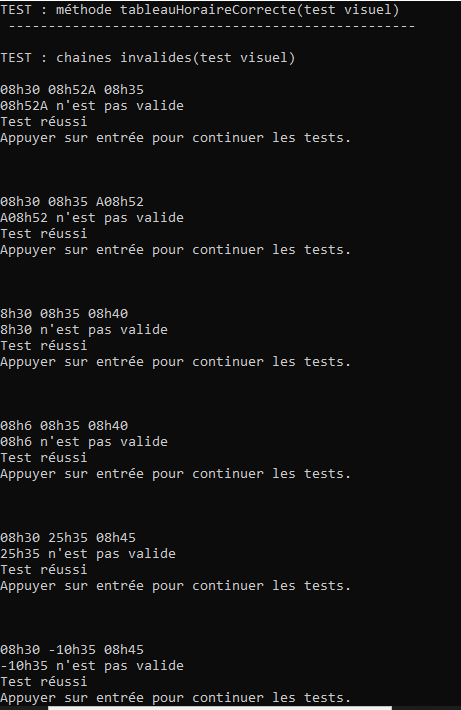 TEST : méthode tableauHoraireCorrecte(test visuel)
--------------------------------------------------
TEST : chaines invalides(test visuel)
08h30 08h52A 08h35
08h52A n'est pas valide
Test réussi
Appuyer sur entrée pour continuer les tests.
08h30 08h35 A08h52
A08h52 n'est pas valide
Test réussi
Appuyer sur entrée pour continuer les tests.
8h30 08h35 08h40
8h30 n'est pas valide
Test réussi
Appuyer sur entrée pour continuer les tests.
08h6 08h35 08h40
08h6 n'est pas valide
Test réussi
Appuyer sur entrée pour continuer les tests.
08h30 25h35 08h45
25h35 n'est pas valide
Test réussi
Appuyer sur entrée pour continuer les tests.
08h30 -10h35 08h45
-10h35 n'est pas valide
Test réussi
Appuyer sur entrée pour continuer les tests.